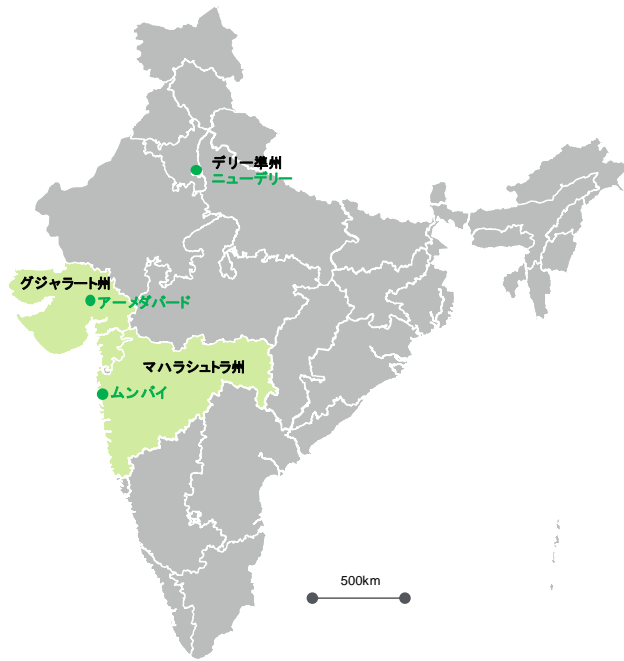 デリー準州
ニューデリー
グジャラート州
アーメダバード
マハラシュトラ州
ムンバイ
500km